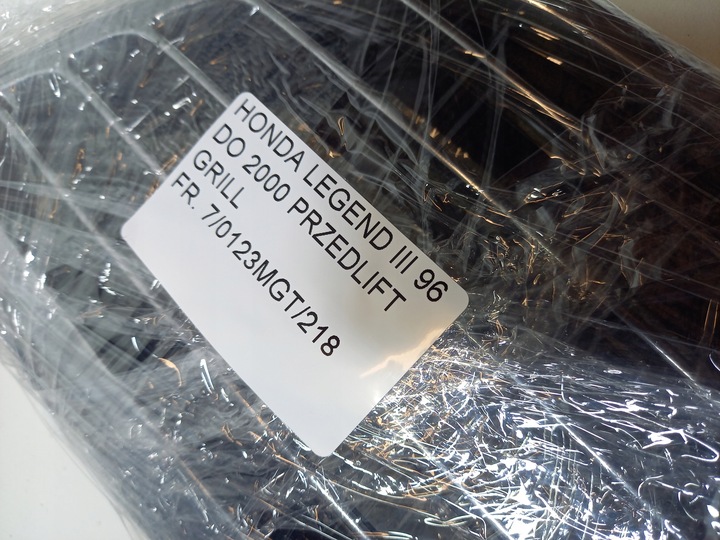 HONDA LEGEND III 96
DO 2000 PRZEDLIFT
GRILL
FR. 7/0123MGT/218